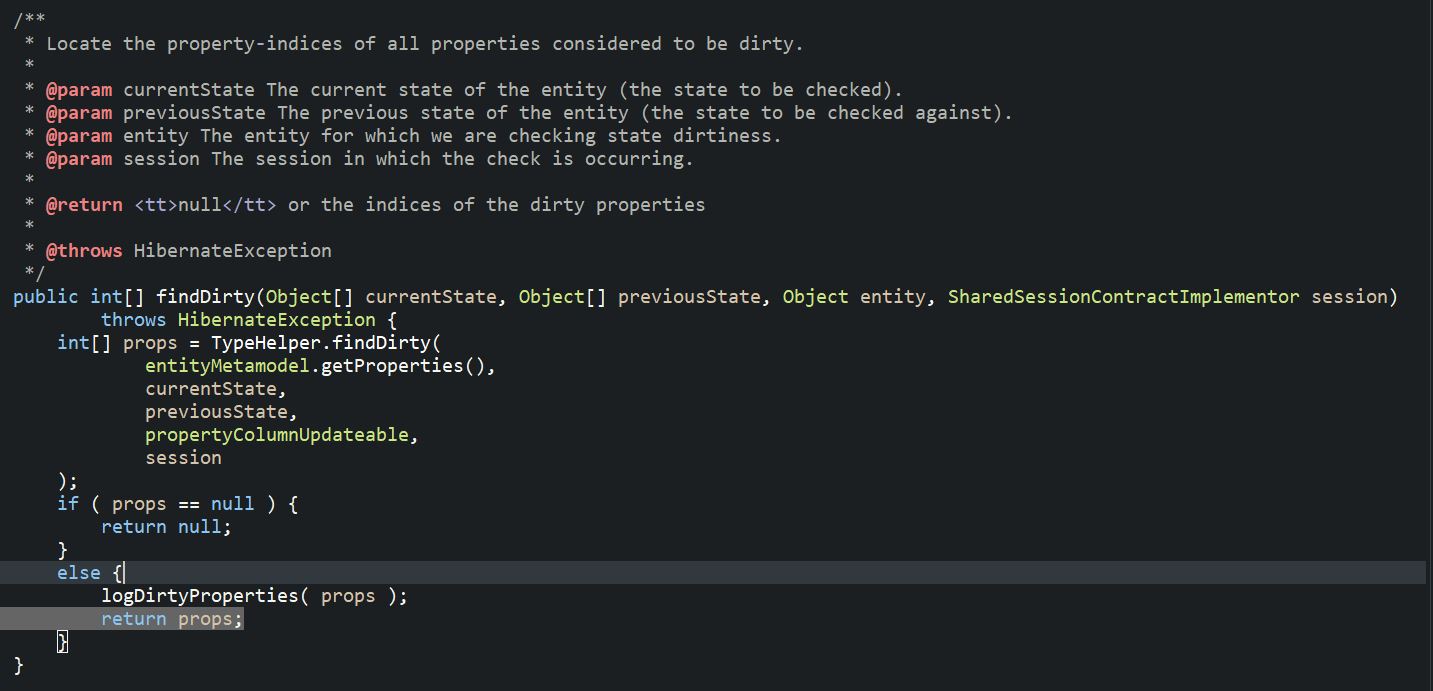 /**
 * Locate the property-indices of all properties considered to be dirty.
 *
 * @param currentState The current state of the entity (the state to be checked).
 * @param previousState The previous state of the entity (the state to be checked against).
 * @param entity The entity for which we are checking state dirtiness.
 * @param session The session in which the check is occurring.
 *
 * @return <tt>null</tt> or the indices of the dirty properties
 *
 * @throws HibernateException
 */
public int[] findDirty(Object[] currentState, Object[] previousState, Object entity, SharedSessionContractImplementor session)
        throws HibernateException {
    int[] props = TypeHelper.findDirty(
            entityMetamodel.getProperties(),
            currentState,
            previousState,
            propertyColumnUpdateable,
            session
    );
    if ( props == null ) {
        return null;
    }
    else {
        logDirtyProperties( props );
        return props;
    }
}